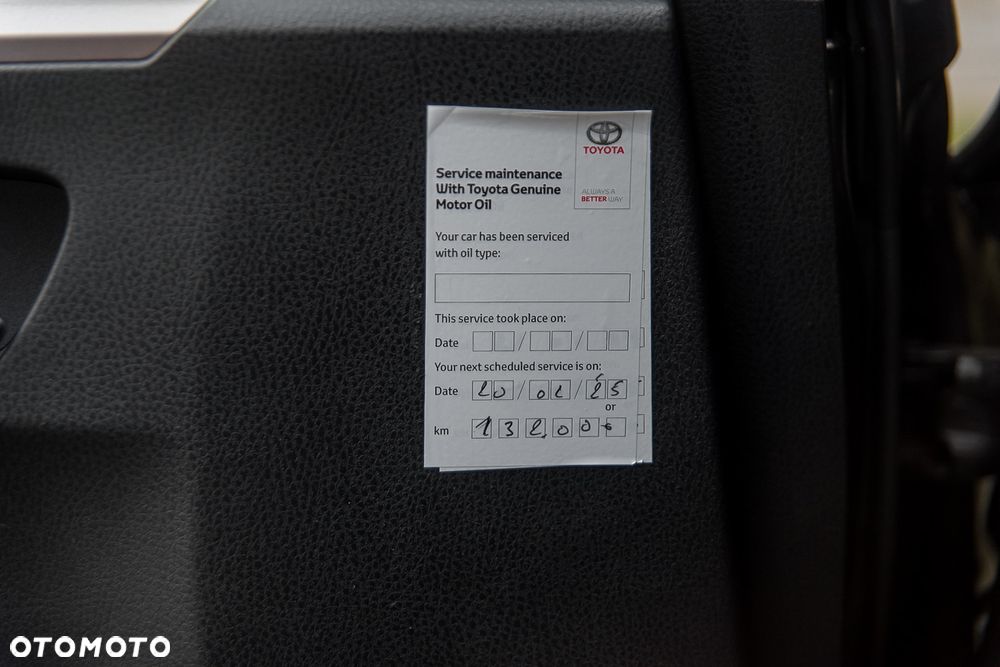 TOYOTA
ALWAYS A
BETTER WAY
Service maintenance
With Toyota Genuine
Motor Oil
Your car has been serviced
with oil type:
This service took place on:
Date / /
Your next scheduled service is on:
Date 20/02/25
or
km 132.000
OTOMOTO